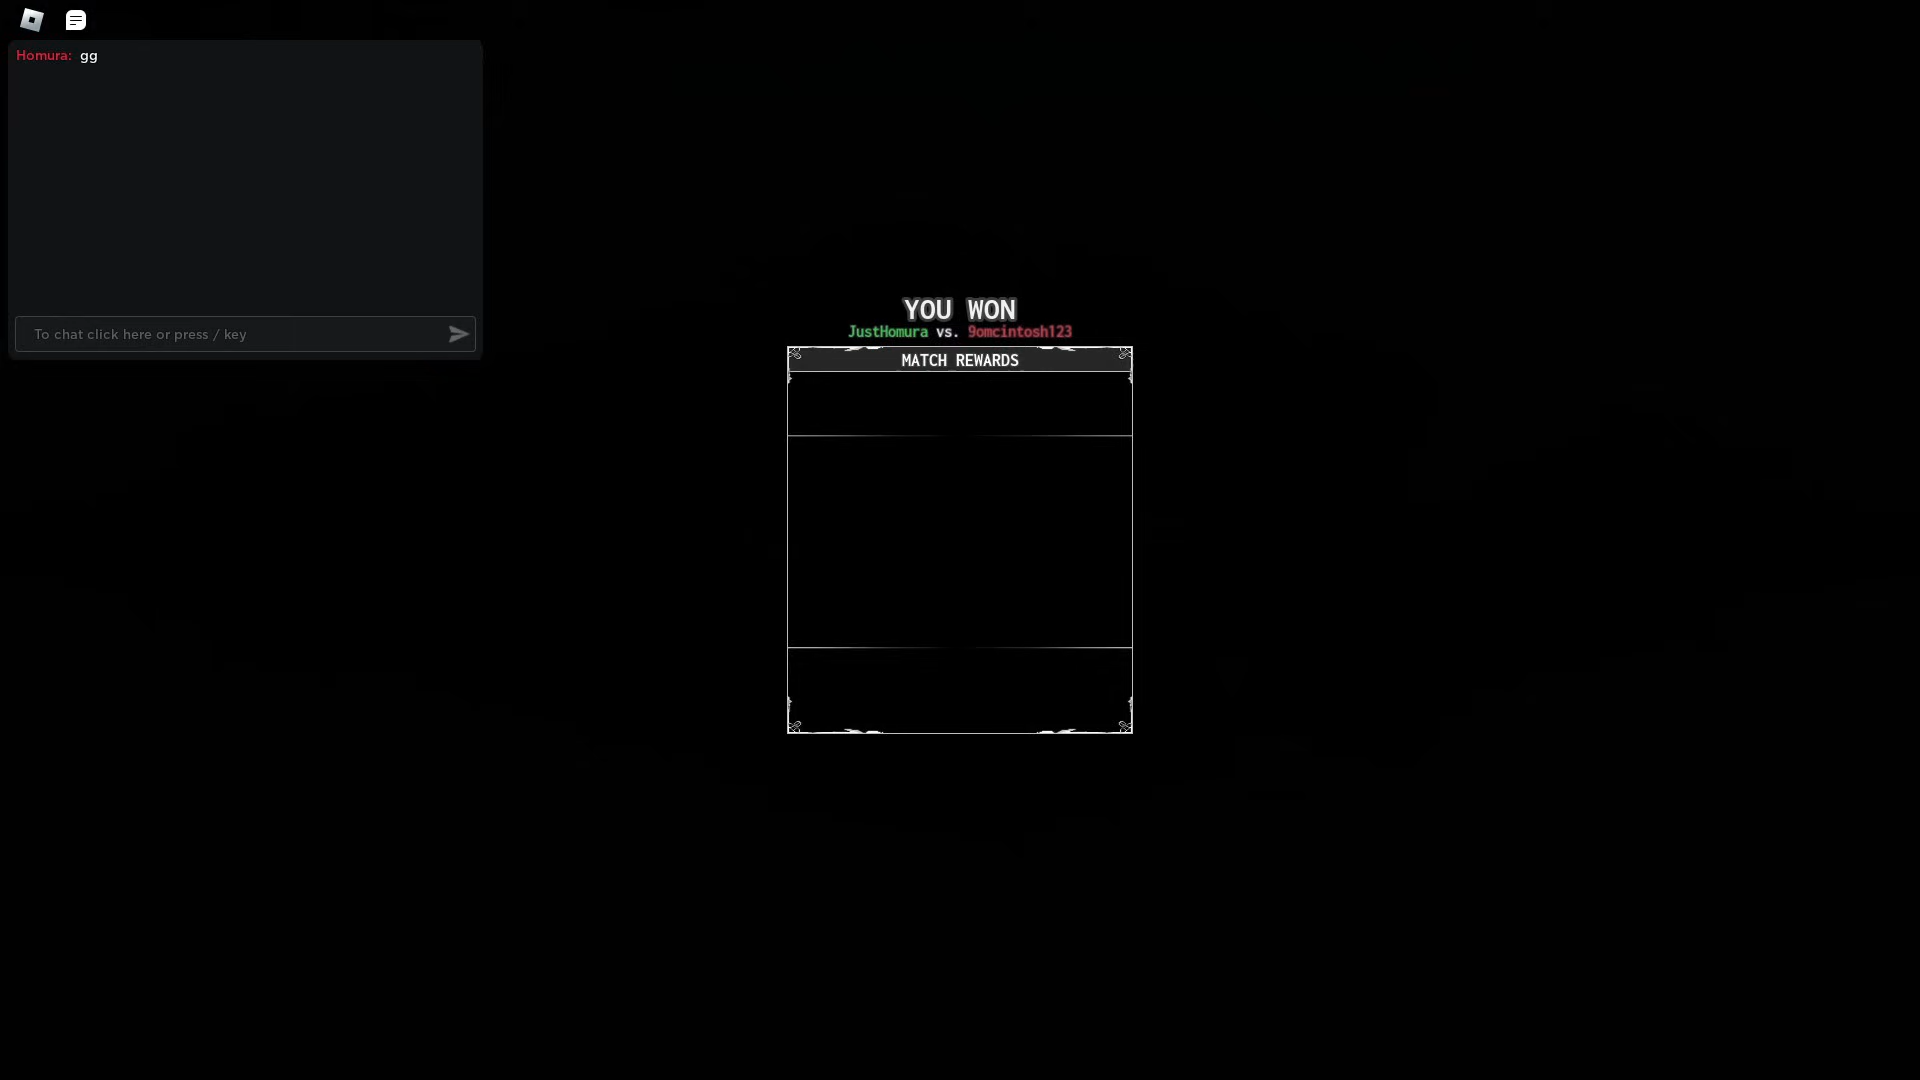 Homura: gg
To chat click here or press / key
YOU WON
JustHomura vs. 9omcintosh123
MATCH REWARDS